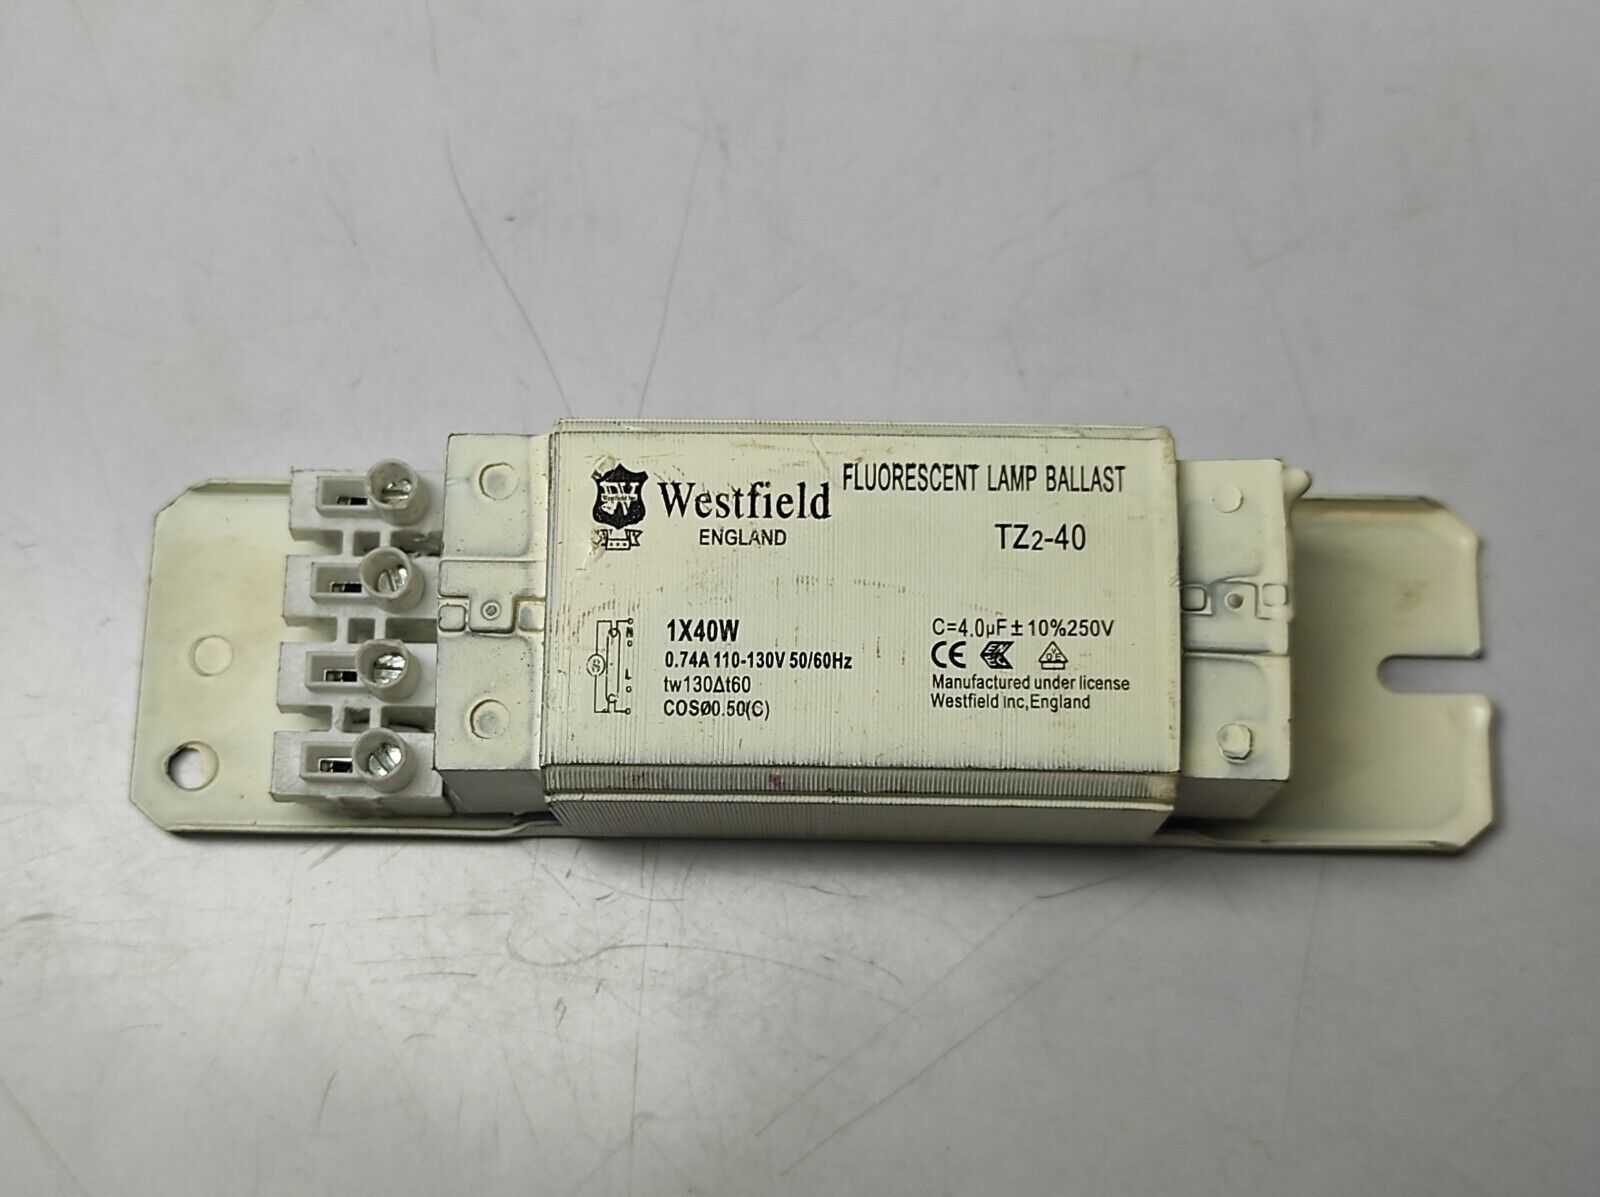 Westfield
ENGLAND
FLUORESCENT LAMP BALLAST
TZ2-40
1X40W
0.74A 110-130V 50/60Hz
tw130Δt60
COSØ0.50(C)
N
L
S
C=4.0µF±10%250V
CE
Manufactured under license
Westfield inc,England